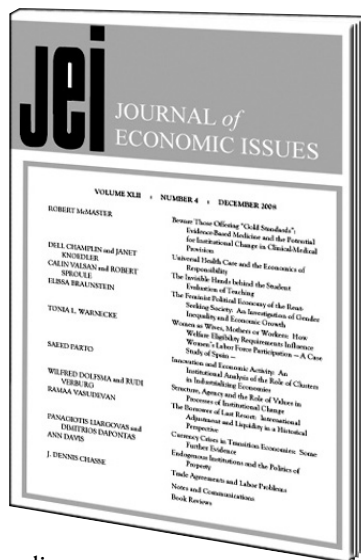 jei
JOURNAL of
ECONOMIC ISSUES
VOLUME XLII • NUMBER 4 • DECEMBER 2008
ROBERT McMASTER
Beware Those Offering "Gold Standards":
Evidence-Based Medicine and the Potential
for Institutional Change in Clinical-Medical
Provision
DELL CHAMPLIN and JANET
KNOEDLER
Universal Health Care and the Economics of
Responsibility
CALIN VALSAN and ROBERT
SPROULE
The Invisible Hands behind the Student
Evaluation of Teaching
ELISSA BRAUNSTEIN
The Feminist Political Economy of the Rent-
Seeking Society: An Investigation of Gender
Inequality and Economic Growth
TONIA L. WARNECKE
Women as Wives, Mothers or Workers: How
Welfare Eligibility Requirements Influence
Women's Labor Force Participation – A Case
Study of Spain –
SAEED PARTO
Innovation and Economic Activity: An
Institutional Analysis of the Role of Clusters
in Industrializing Economies
WILFRED DOLFSMA and RUDI
VERBURG
Structure, Agency and the Role of Values in
Processes of Institutional Change
RAMAA VASUDEVAN
The Borrower of Last Resort: International
Adjustment and Liquidity in a Historical
Perspective
PANAGIOTIS LIARGOVAS and
DIMITRIOS DAPONTAS
Currency Crises in Transition Economies: Some
Further Evidence
ANN DAVIS
Endogenous Institutions and the Politics of
Property
J. DENNIS CHASSE
Trade Agreements and Labor Problems
Notes and Communications
Book Reviews